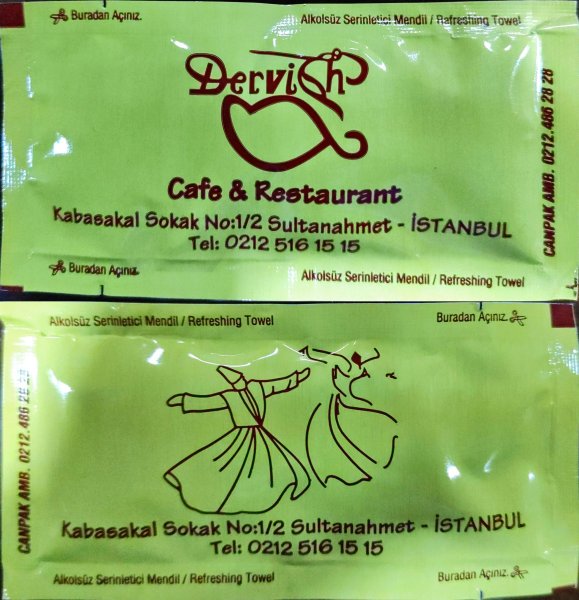 Buradan Açınız.
Alkolsüz Serinletici Mendil / Refreshing Towel
Dervish
Cafe & Restaurant
Kabasakal Sokak No:1/2 Sultanahmet - İSTANBUL
Tel: 0212 516 15 15
CANPAK AMB. 0212.486 28 28
Buradan Açınız.
Alkolsüz Serinletici Mendil / Refreshing Towel
Alkolsüz Serinletici Mendil / Refreshing Towel
Buradan Açınız.
CANPAK AMB. 0212.486 28 28
Kabasakal Sokak No:1/2 Sultanahmet - İSTANBUL
Tel: 0212 516 15 15
Alkolsüz Serinletici Mendil / Refreshing Towel
Buradan Açınız.